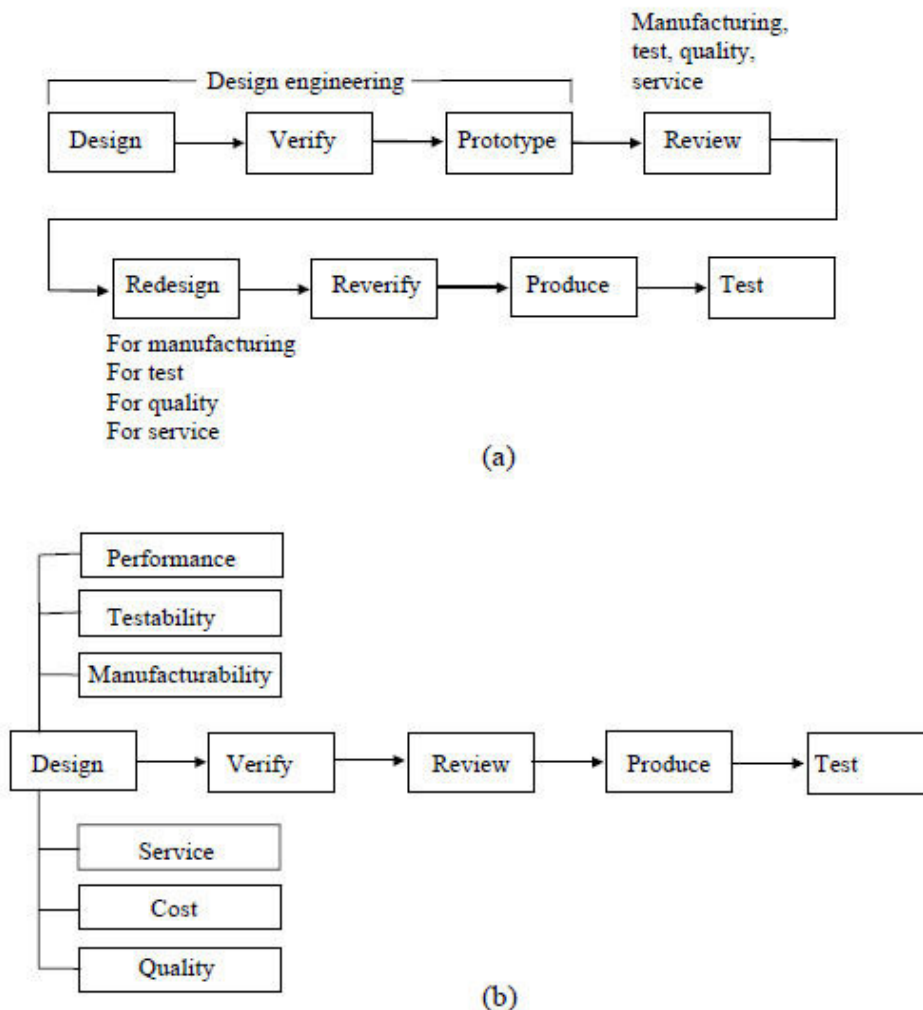 Manufacturing,
test, quality,
service
Design engineering
Design
Verify
Prototype
Review
Redesign
Reverify
Produce
Test
For manufacturing
For test
For quality
For service
(a)
Performance
Testability
Manufacturability
Design
Verify
Review
Produce
Test
Service
Cost
Quality
(b)